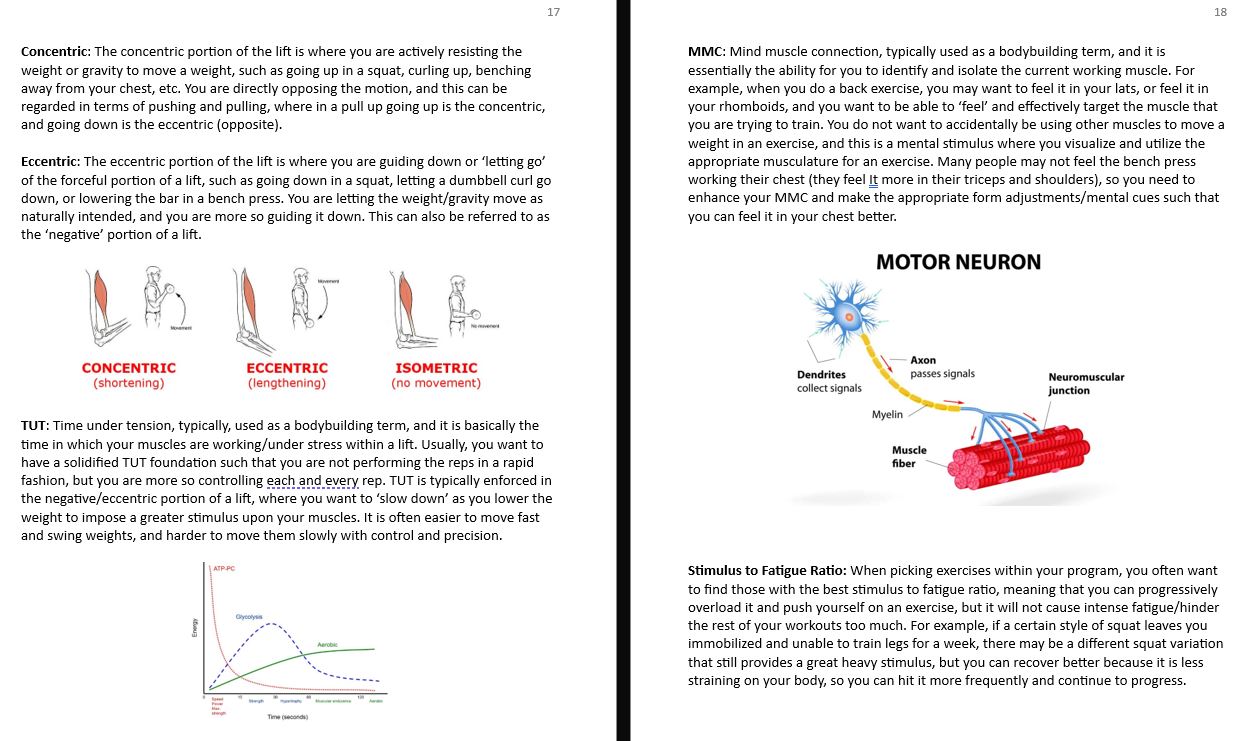 17
Concentric: The concentric portion of the lift is where you are actively resisting the
weight or gravity to move a weight, such as going up in a squat, curling up, benching
away from your chest, etc. You are directly opposing the motion, and this can be
regarded in terms of pushing and pulling, where in a pull up going up is the concentric,
and going down is the eccentric (opposite).
Eccentric: The eccentric portion of the lift is where you are guiding down or ‘letting go’
of the forceful portion of a lift, such as going down in a squat, letting a dumbbell curl go
down, or lowering the bar in a bench press. You are letting the weight/gravity move as
naturally intended, and you are more so guiding it down. This can also be referred to as
the ‘negative’ portion of a lift.
Movement
Movement
No movement
CONCENTRIC
(shortening)
ECCENTRIC
(lengthening)
ISOMETRIC
(no movement)
TUT: Time under tension, typically, used as a bodybuilding term, and it is basically the
time in which your muscles are working/under stress within a lift. Usually, you want to
have a solidified TUT foundation such that you are not performing the reps in a rapid
fashion, but you are more so controlling each and every rep. TUT is typically enforced in
the negative/eccentric portion of a lift, where you want to ‘slow down’ as you lower the
weight to impose a greater stimulus upon your muscles. It is often easier to move fast
and swing weights, and harder to move them slowly with control and precision.
ATP-PC
Glycolysis
Aerobic
Energy
0
Speed
Power
Max
strength
Strength
Hypertrophy
Muscular endurance
Aerobic
Time (seconds)
18
MMC: Mind muscle connection, typically used as a bodybuilding term, and it is
essentially the ability for you to identify and isolate the current working muscle. For
example, when you do a back exercise, you may want to feel it in your lats, or feel it in
your rhomboids, and you want to be able to ‘feel’ and effectively target the muscle that
you are trying to train. You do not want to accidentally be using other muscles to move a
weight in an exercise, and this is a mental stimulus where you visualize and utilize the
appropriate musculature for an exercise. Many people may not feel the bench press
working their chest (they feel It more in their triceps and shoulders), so you need to
enhance your MMC and make the appropriate form adjustments/mental cues such that
you can feel it in your chest better.
MOTOR NEURON
Dendrites
collect signals
Axon
passes signals
Myelin
Neuromuscular
junction
Muscle
fiber
Stimulus to Fatigue Ratio: When picking exercises within your program, you often want
to find those with the best stimulus to fatigue ratio, meaning that you can progressively
overload it and push yourself on an exercise, but it will not cause intense fatigue/hinder
the rest of your workouts too much. For example, if a certain style of squat leaves you
immobilized and unable to train legs for a week, there may be a different squat variation
that still provides a great heavy stimulus, but you can recover better because it is less
straining on your body, so you can hit it more frequently and continue to progress.